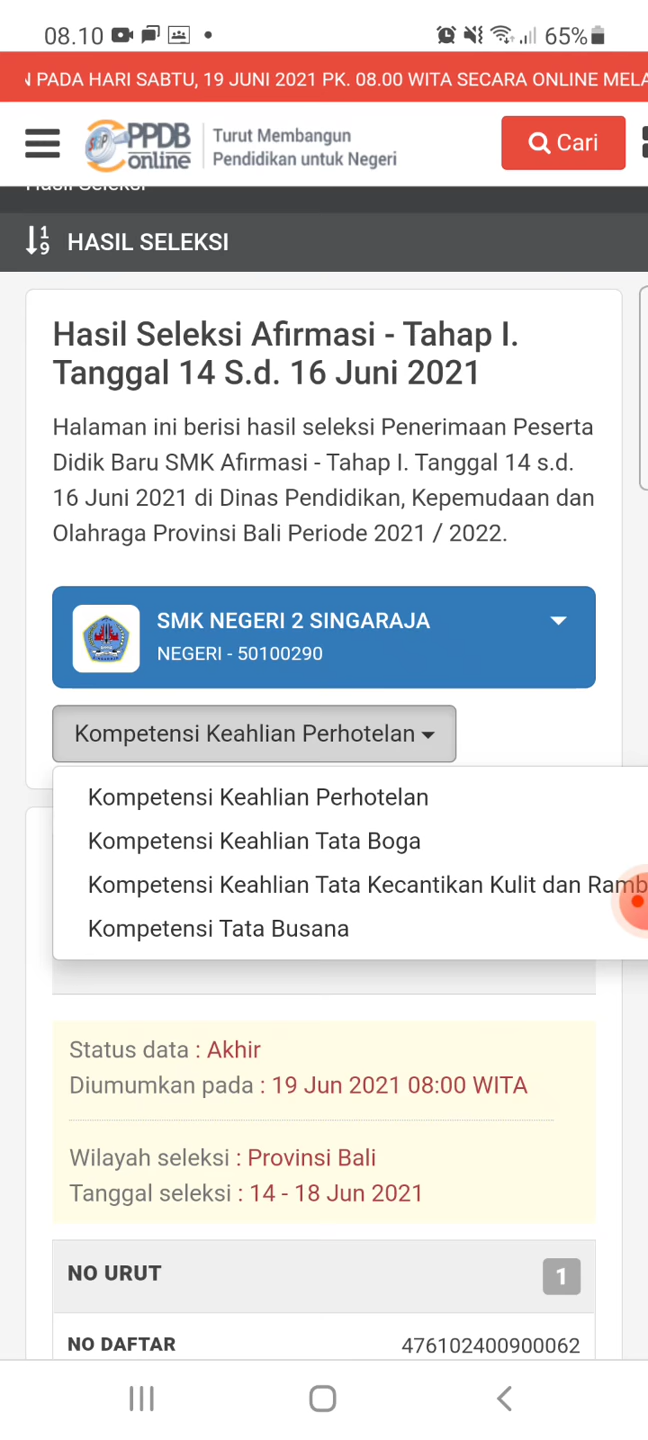 08.10
65%
N PADA HARI SABTU, 19 JUNI 2021 PK. 08.00 WITA SECARA ONLINE MELA
PPDB online
Turut Membangun
Pendidikan untuk Negeri
Cari
Hasil Seleksi
HASIL SELEKSI
Hasil Seleksi Afirmasi - Tahap I.
Tanggal 14 S.d. 16 Juni 2021
Halaman ini berisi hasil seleksi Penerimaan Peserta
Didik Baru SMK Afirmasi - Tahap I. Tanggal 14 s.d.
16 Juni 2021 di Dinas Pendidikan, Kepemudaan dan
Olahraga Provinsi Bali Periode 2021 / 2022.
SMK NEGERI 2 SINGARAJA
NEGERI - 50100290
Kompetensi Keahlian Perhotelan
Kompetensi Keahlian Perhotelan
Kompetensi Keahlian Tata Boga
Kompetensi Keahlian Tata Kecantikan Kulit dan Ramb
Kompetensi Tata Busana
Status data : Akhir
Diumumkan pada : 19 Jun 2021 08:00 WITA
Wilayah seleksi : Provinsi Bali
Tanggal seleksi : 14 - 18 Jun 2021
NO URUT 1
NO DAFTAR 476102400900062